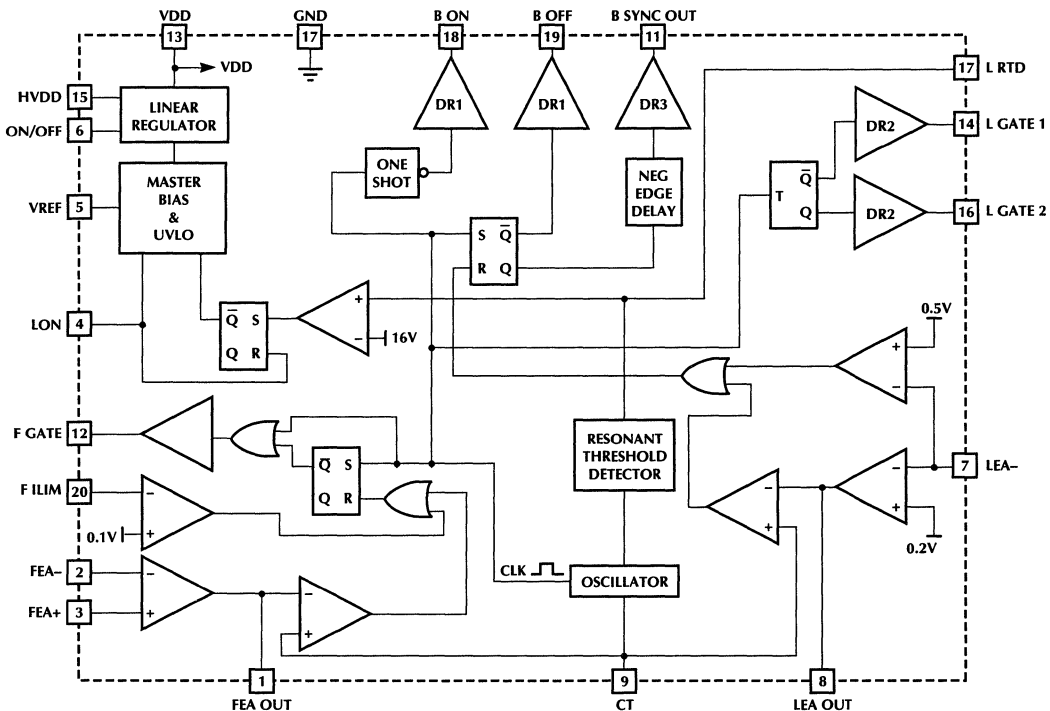 VDD GND B ON B OFF B SYNC OUT
13 17 18 19 11
VDD
17 L RTD
HVDD 15
LINEAR
REGULATOR
ON/OFF 6
DR1 DR1 DR3
DR2 14 L GATE 1
ONE
SHOT
MASTER
BIAS
&
UVLO
VREF 5
NEG
EDGE
DELAY
T Q̅
Q
DR2 16 L GATE 2
S Q̅
R Q
LON 4
Q̅ S
Q R
+
−
16V
0.5V
+
−
F GATE 12
RESONANT
THRESHOLD
DETECTOR
Q̅ S
Q R
7 LEA−
F ILIM 20
−
+
0.1V
−
+
−
+
0.2V
FEA− 2
FEA+ 3
−
+
−
+
CLK
OSCILLATOR
1 9 8
FEA OUT CT LEA OUT